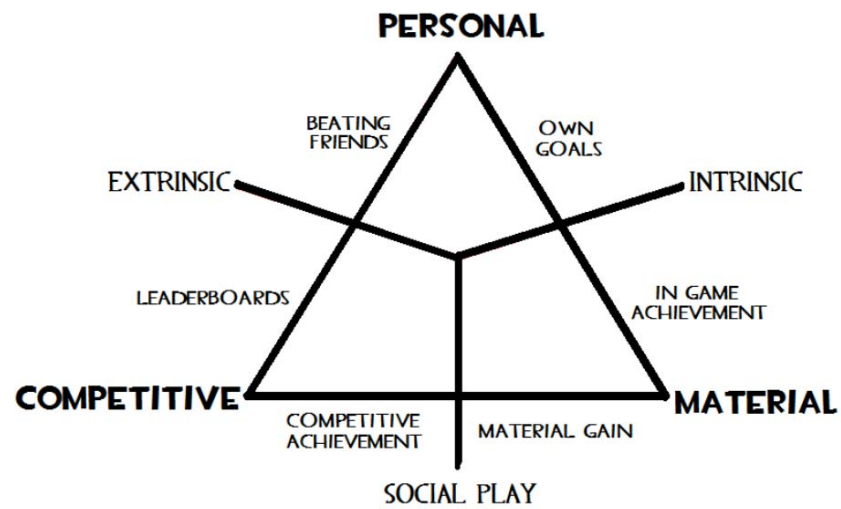 PERSONAL
BEATING
FRIENDS
OWN
GOALS
EXTRINSIC
INTRINSIC
LEADERBOARDS
IN GAME
ACHIEVEMENT
COMPETITIVE
MATERIAL
COMPETITIVE
ACHIEVEMENT
MATERIAL GAIN
SOCIAL PLAY